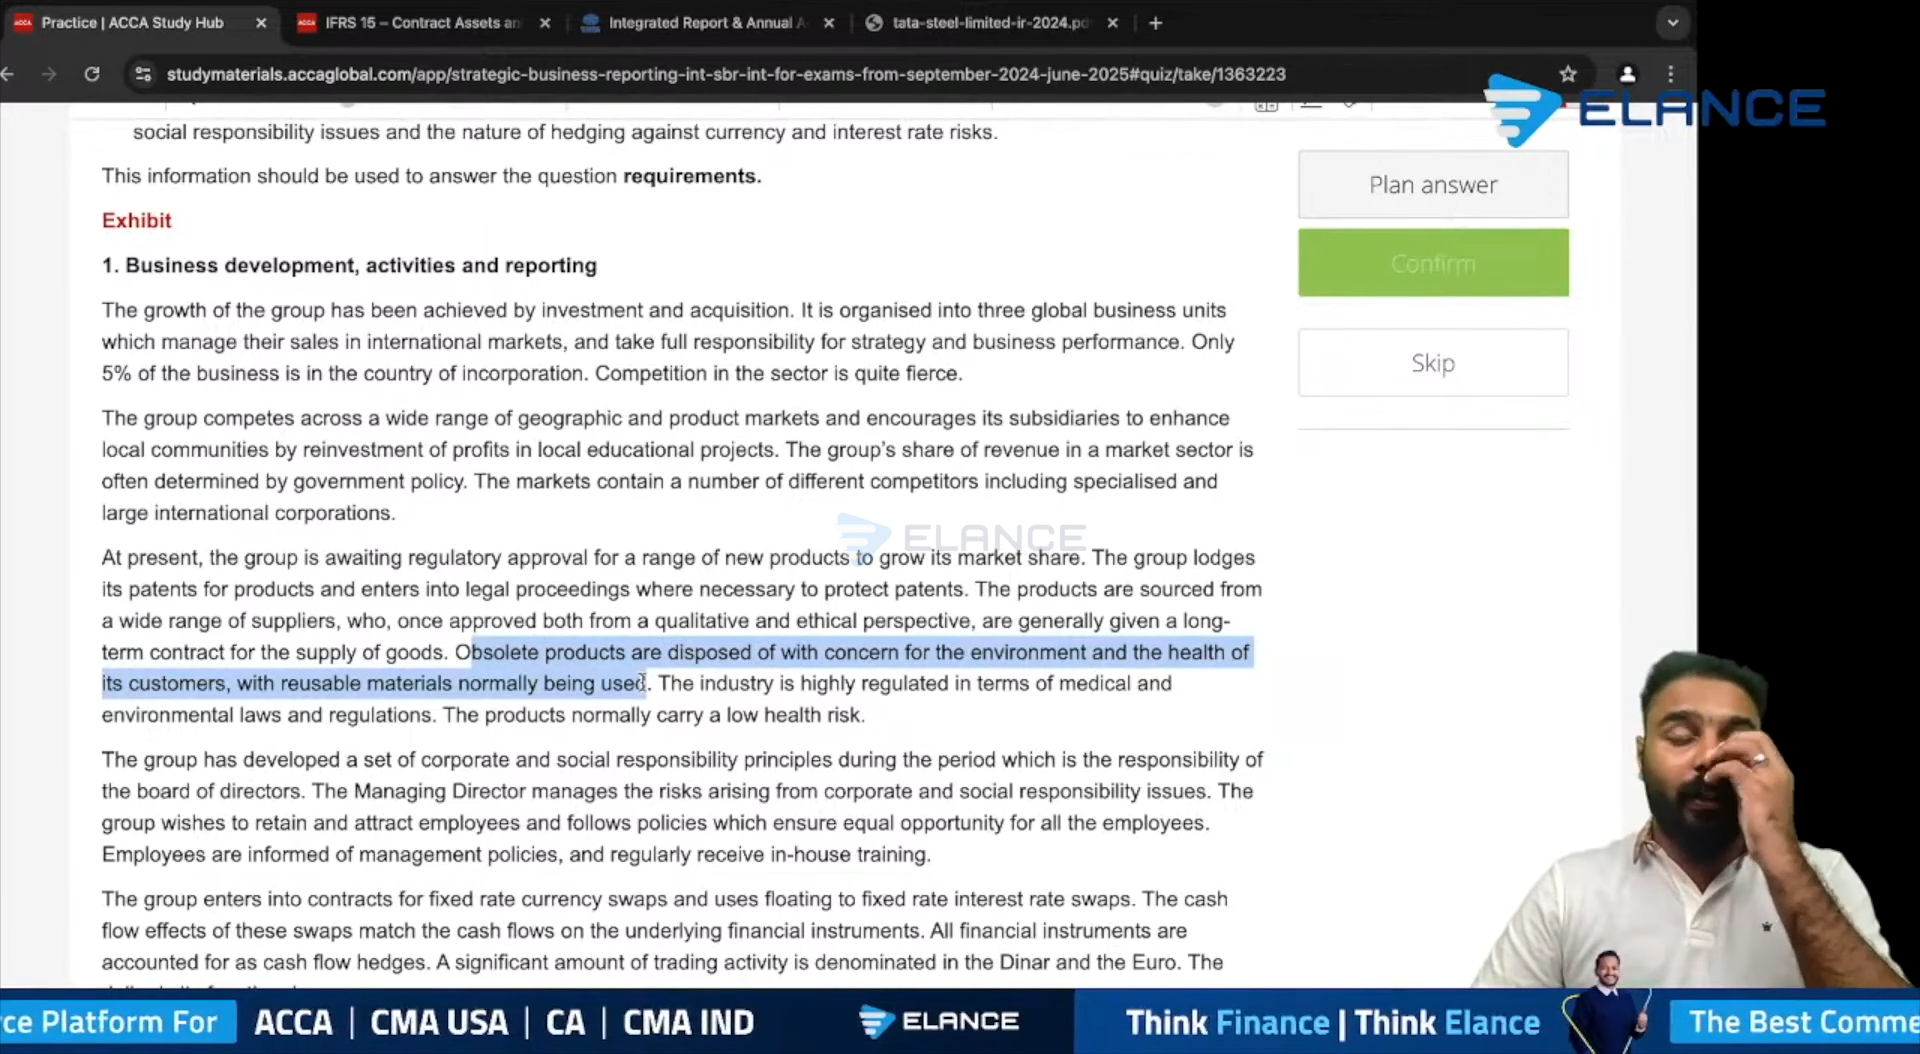 Practice | ACCA Study Hub
IFRS 15 – Contract Assets an
Integrated Report & Annual A
tata-steel-limited-ir-2024.pd
studymaterials.accaglobal.com/app/strategic-business-reporting-int-sbr-int-for-exams-from-september-2024-june-2025#quiz/take/1363223
ELANCE
social responsibility issues and the nature of hedging against currency and interest rate risks.
This information should be used to answer the question requirements.
Exhibit
1. Business development, activities and reporting
The growth of the group has been achieved by investment and acquisition. It is organised into three global business units
which manage their sales in international markets, and take full responsibility for strategy and business performance. Only
5% of the business is in the country of incorporation. Competition in the sector is quite fierce.
The group competes across a wide range of geographic and product markets and encourages its subsidiaries to enhance
local communities by reinvestment of profits in local educational projects. The group's share of revenue in a market sector is
often determined by government policy. The markets contain a number of different competitors including specialised and
large international corporations.
At present, the group is awaiting regulatory approval for a range of new products to grow its market share. The group lodges
its patents for products and enters into legal proceedings where necessary to protect patents. The products are sourced from
a wide range of suppliers, who, once approved both from a qualitative and ethical perspective, are generally given a long-
term contract for the supply of goods. Obsolete products are disposed of with concern for the environment and the health of
its customers, with reusable materials normally being used. The industry is highly regulated in terms of medical and
environmental laws and regulations. The products normally carry a low health risk.
The group has developed a set of corporate and social responsibility principles during the period which is the responsibility of
the board of directors. The Managing Director manages the risks arising from corporate and social responsibility issues. The
group wishes to retain and attract employees and follows policies which ensure equal opportunity for all the employees.
Employees are informed of management policies, and regularly receive in-house training.
The group enters into contracts for fixed rate currency swaps and uses floating to fixed rate interest rate swaps. The cash
flow effects of these swaps match the cash flows on the underlying financial instruments. All financial instruments are
accounted for as cash flow hedges. A significant amount of trading activity is denominated in the Dinar and the Euro. The
Plan answer
Confirm
Skip
ELANCE
ce Platform For
ACCA | CMA USA | CA | CMA IND
ELANCE
Think Finance | Think Elance
The Best Comme